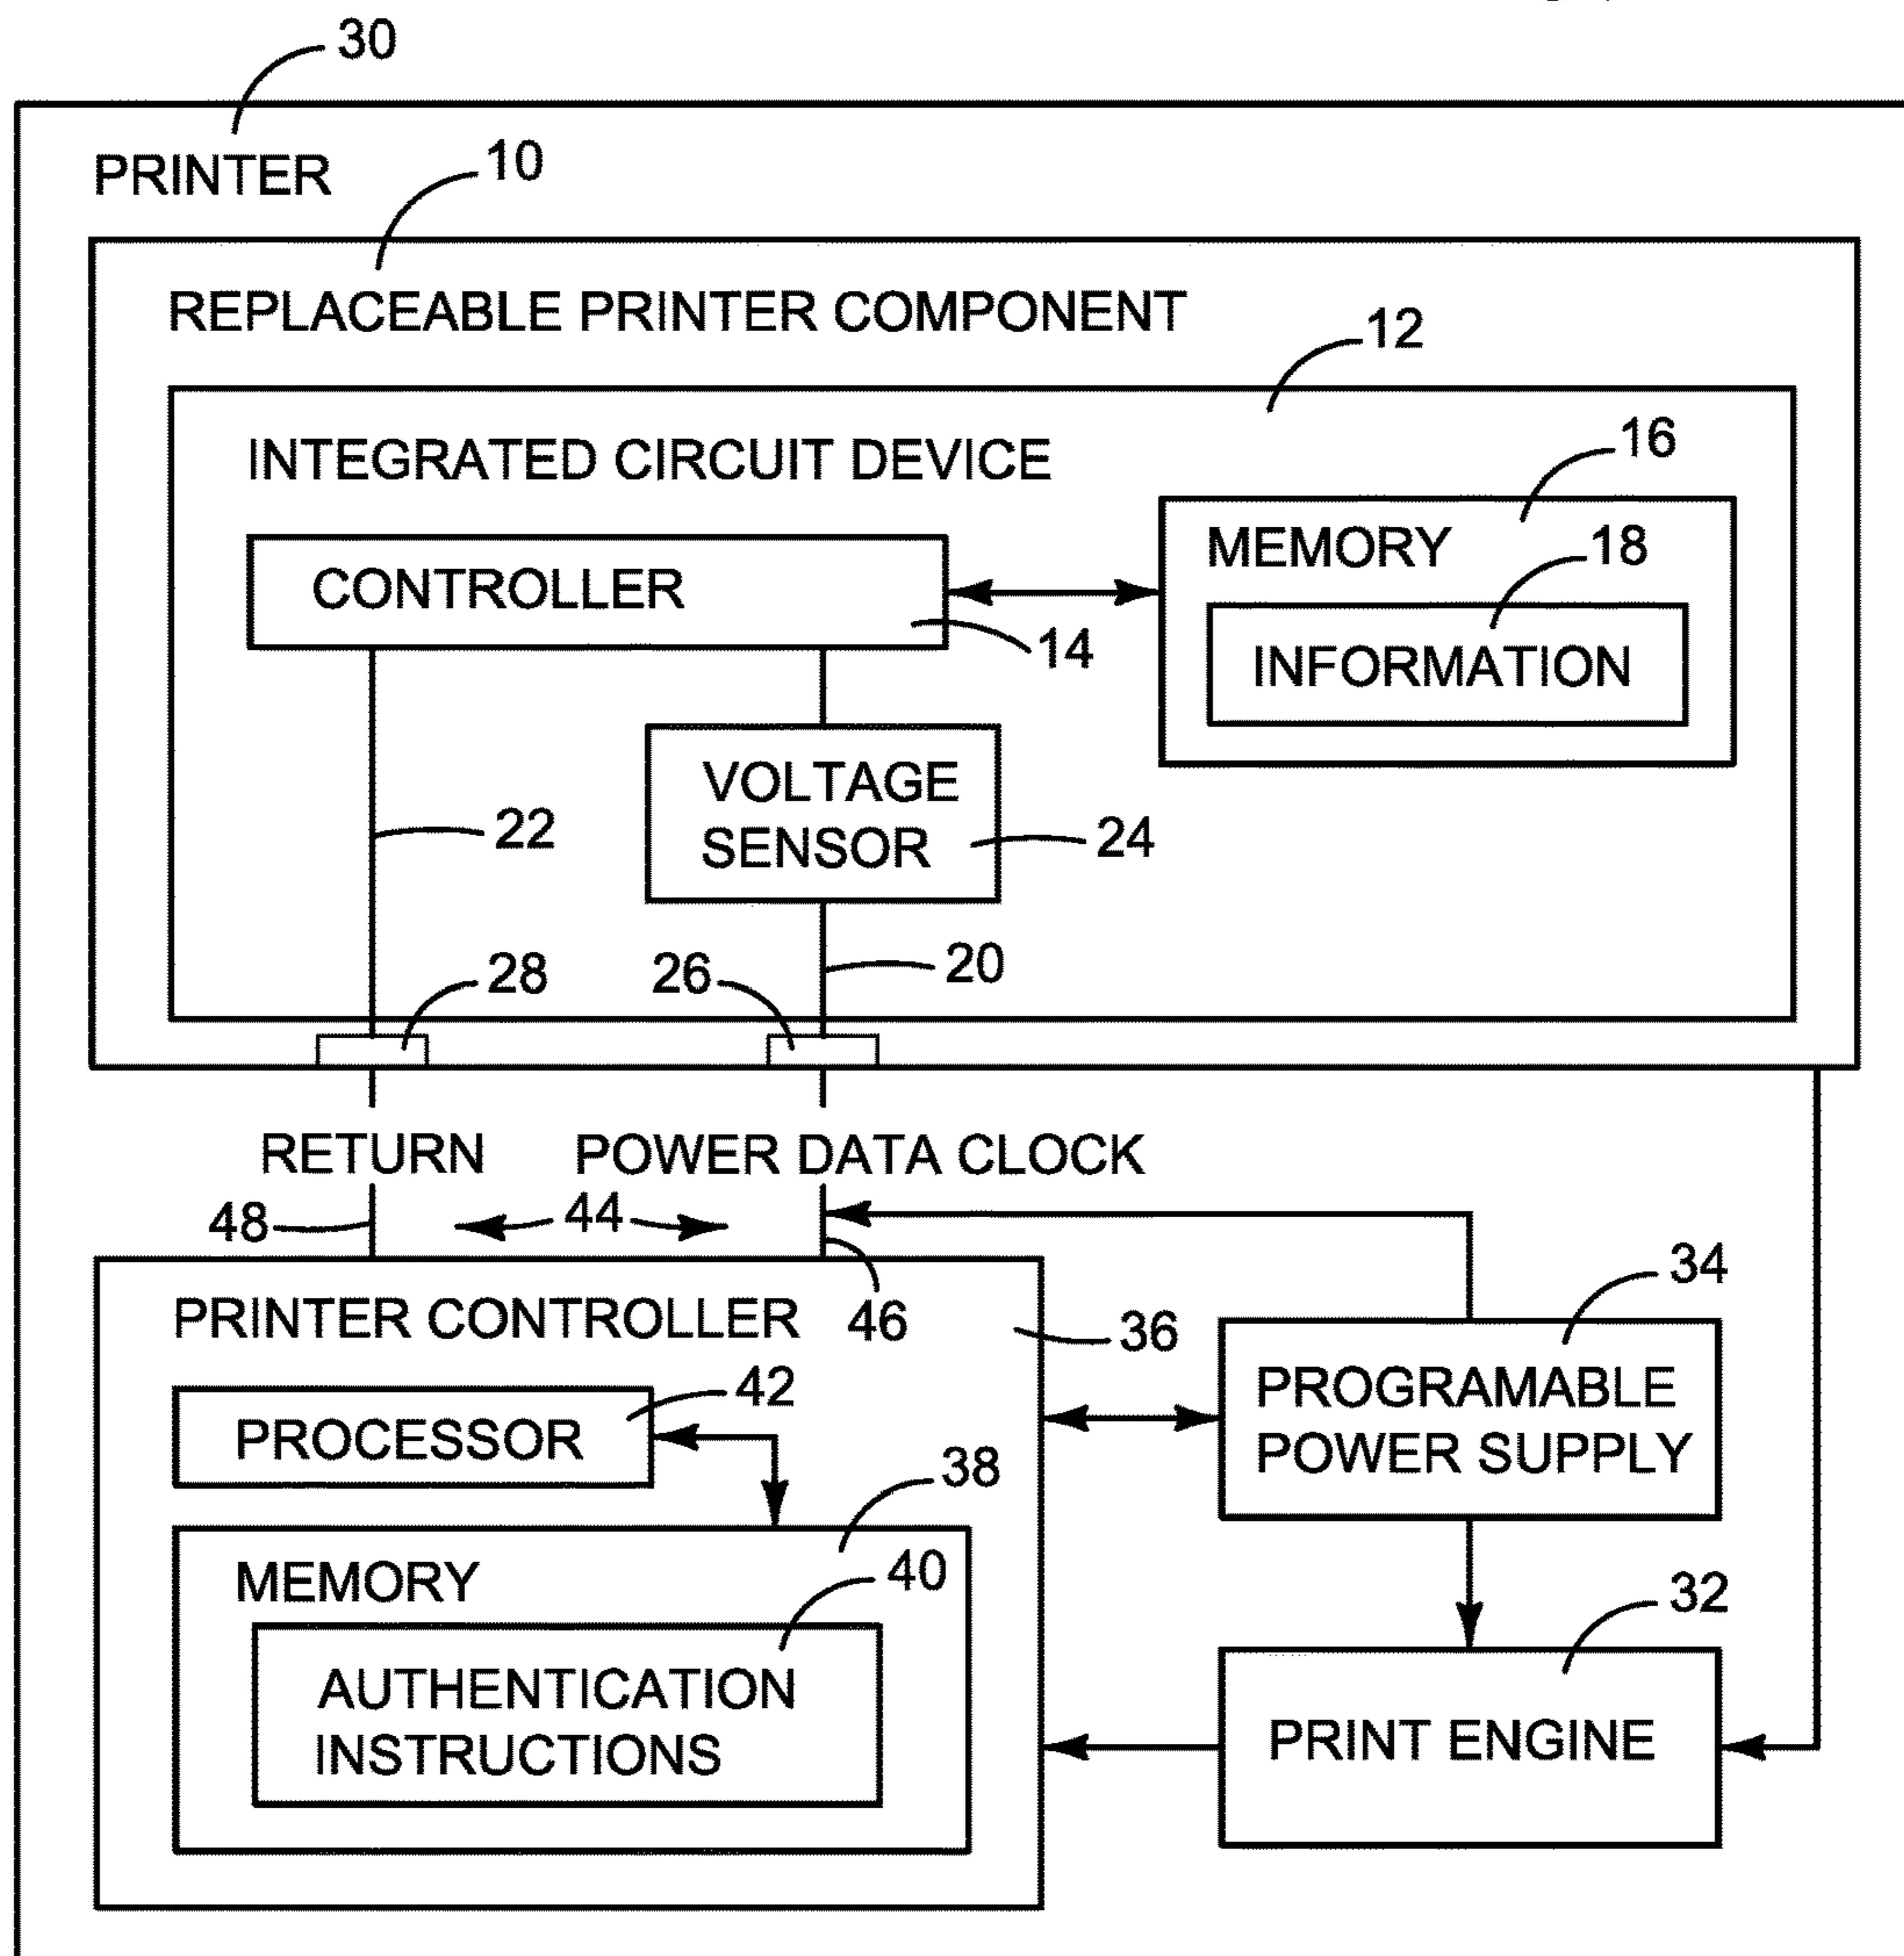 30
PRINTER
10
REPLACEABLE PRINTER COMPONENT
12
INTEGRATED CIRCUIT DEVICE
16
MEMORY
18
INFORMATION
CONTROLLER
14
VOLTAGE
SENSOR
22
24
20
28
26
RETURN
POWER DATA CLOCK
48
44
46
PRINTER CONTROLLER
36
34
PROGRAMABLE
POWER SUPPLY
42
PROCESSOR
38
MEMORY
40
AUTHENTICATION
INSTRUCTIONS
32
PRINT ENGINE